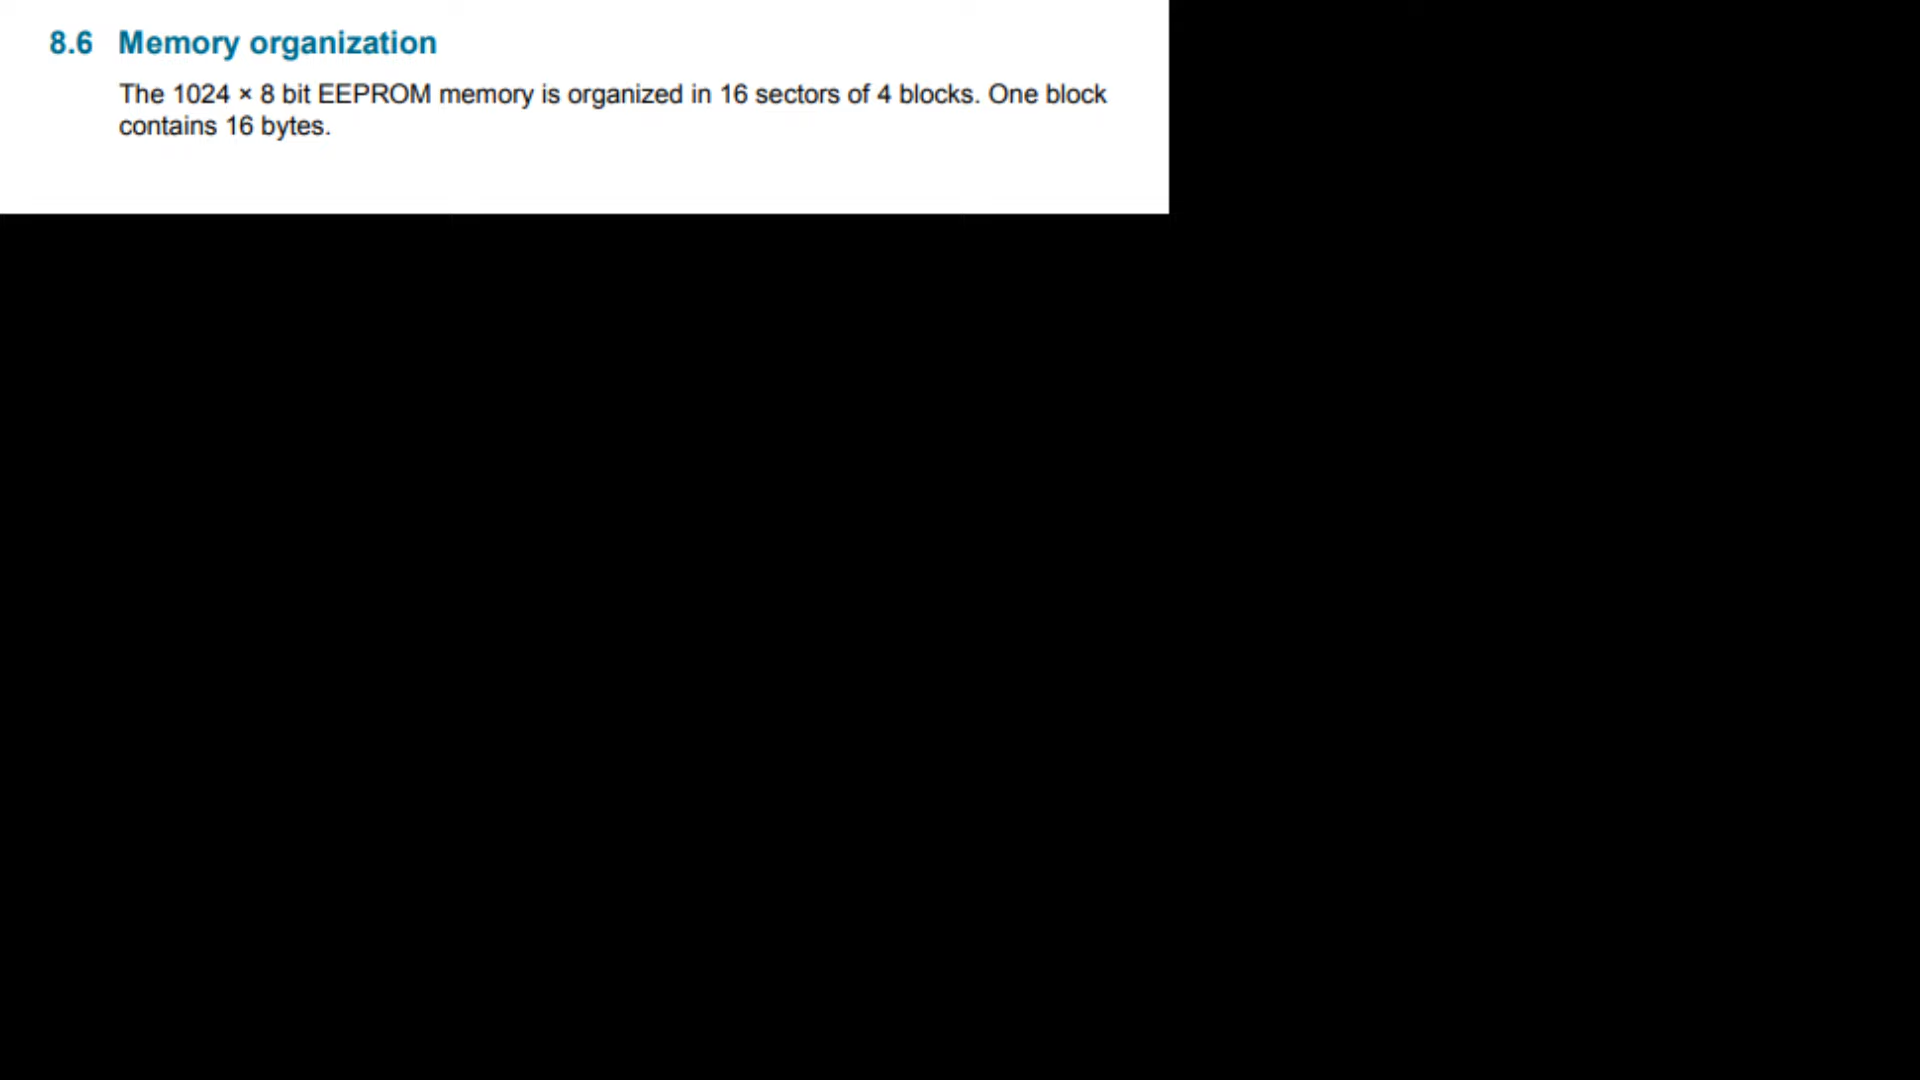 8.6 Memory organization
The 1024 × 8 bit EEPROM memory is organized in 16 sectors of 4 blocks. One block
contains 16 bytes.